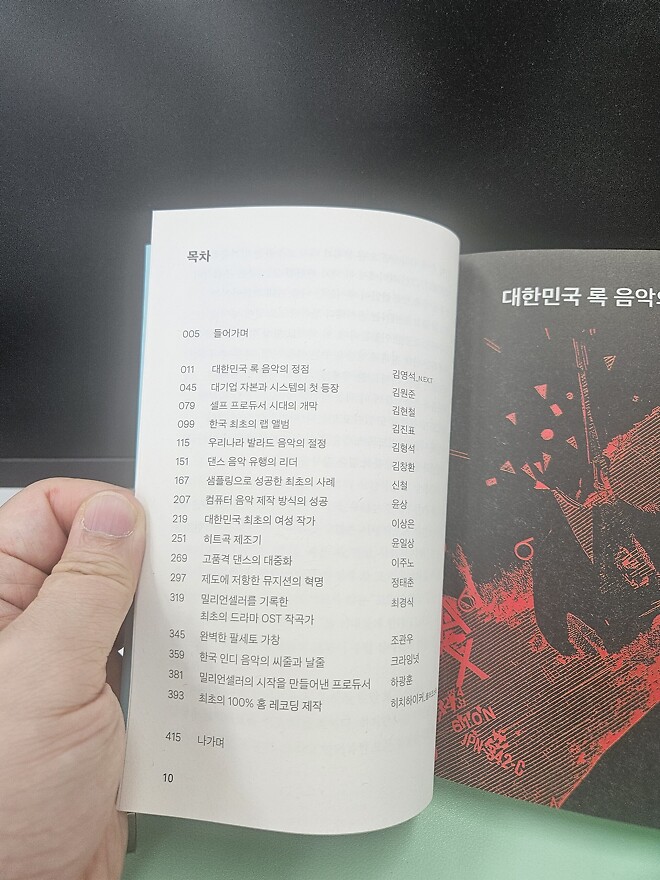 목차
005 들어가며
011 대한민국 록 음악의 정점 김영석_N.EX.T
045 대기업 자본과 시스템의 첫 등장 김원준
079 셀프 프로듀서 시대의 개막 김현철
099 한국 최초의 랩 앨범 김진표
115 우리나라 발라드 음악의 절정 김형석
151 댄스 음악 유행의 리더 김창환
167 샘플링으로 성공한 최초의 사례 신철
207 컴퓨터 음악 제작 방식의 성공 윤상
219 대한민국 최초의 여성 작가 이상은
251 히트곡 제조기 윤일상
269 고품격 댄스의 대중화 이주노
297 제도에 저항한 뮤지션의 혁명 정태춘
319 밀리언셀러를 기록한 최경식
최초의 드라마 OST 작곡가
345 완벽한 팔세토 가창 조관우
359 한국 인디 음악의 씨줄과 날줄 크라잉넛
381 밀리언셀러의 시작을 만들어낸 프로듀서 하광훈
393 최초의 100% 홈 레코딩 제작 히치하이커
415 나가며
10
대한민국 록 음악의